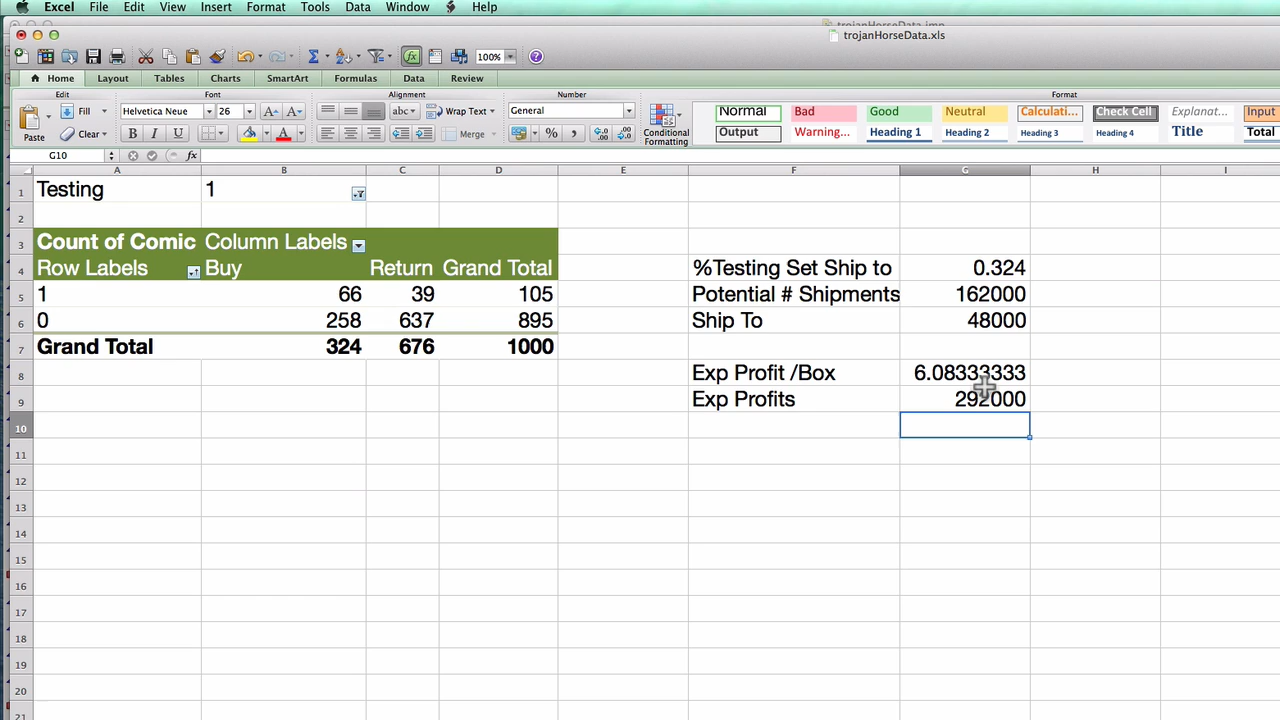 Excel File Edit View Insert Format Tools Data Window Help
trojanHorseData.jmp
trojanHorseData.xls
100%
Home Layout Tables Charts SmartArt Formulas Data Review
Edit Font Alignment Number Format
Paste Fill Clear Helvetica Neue 26 abc Wrap Text Merge General Conditional Formatting
Normal Bad Good Neutral Calculati... Check Cell Explanat... Input
Output Warning... Heading 1 Heading 2 Heading 3 Heading 4 Title Total
G10 fx
A B C D E F G H I
1 Testing 1
2
3 Count of Comic Column Labels
4 Row Labels Buy Return Grand Total %Testing Set Ship to 0.324
5 1 66 39 105 Potential # Shipments 162000
6 0 258 637 895 Ship To 48000
7 Grand Total 324 676 1000
8 Exp Profit /Box 6.08333333
9 Exp Profits 292000
10
11
12
13
14
15
16
17
18
19
20
21